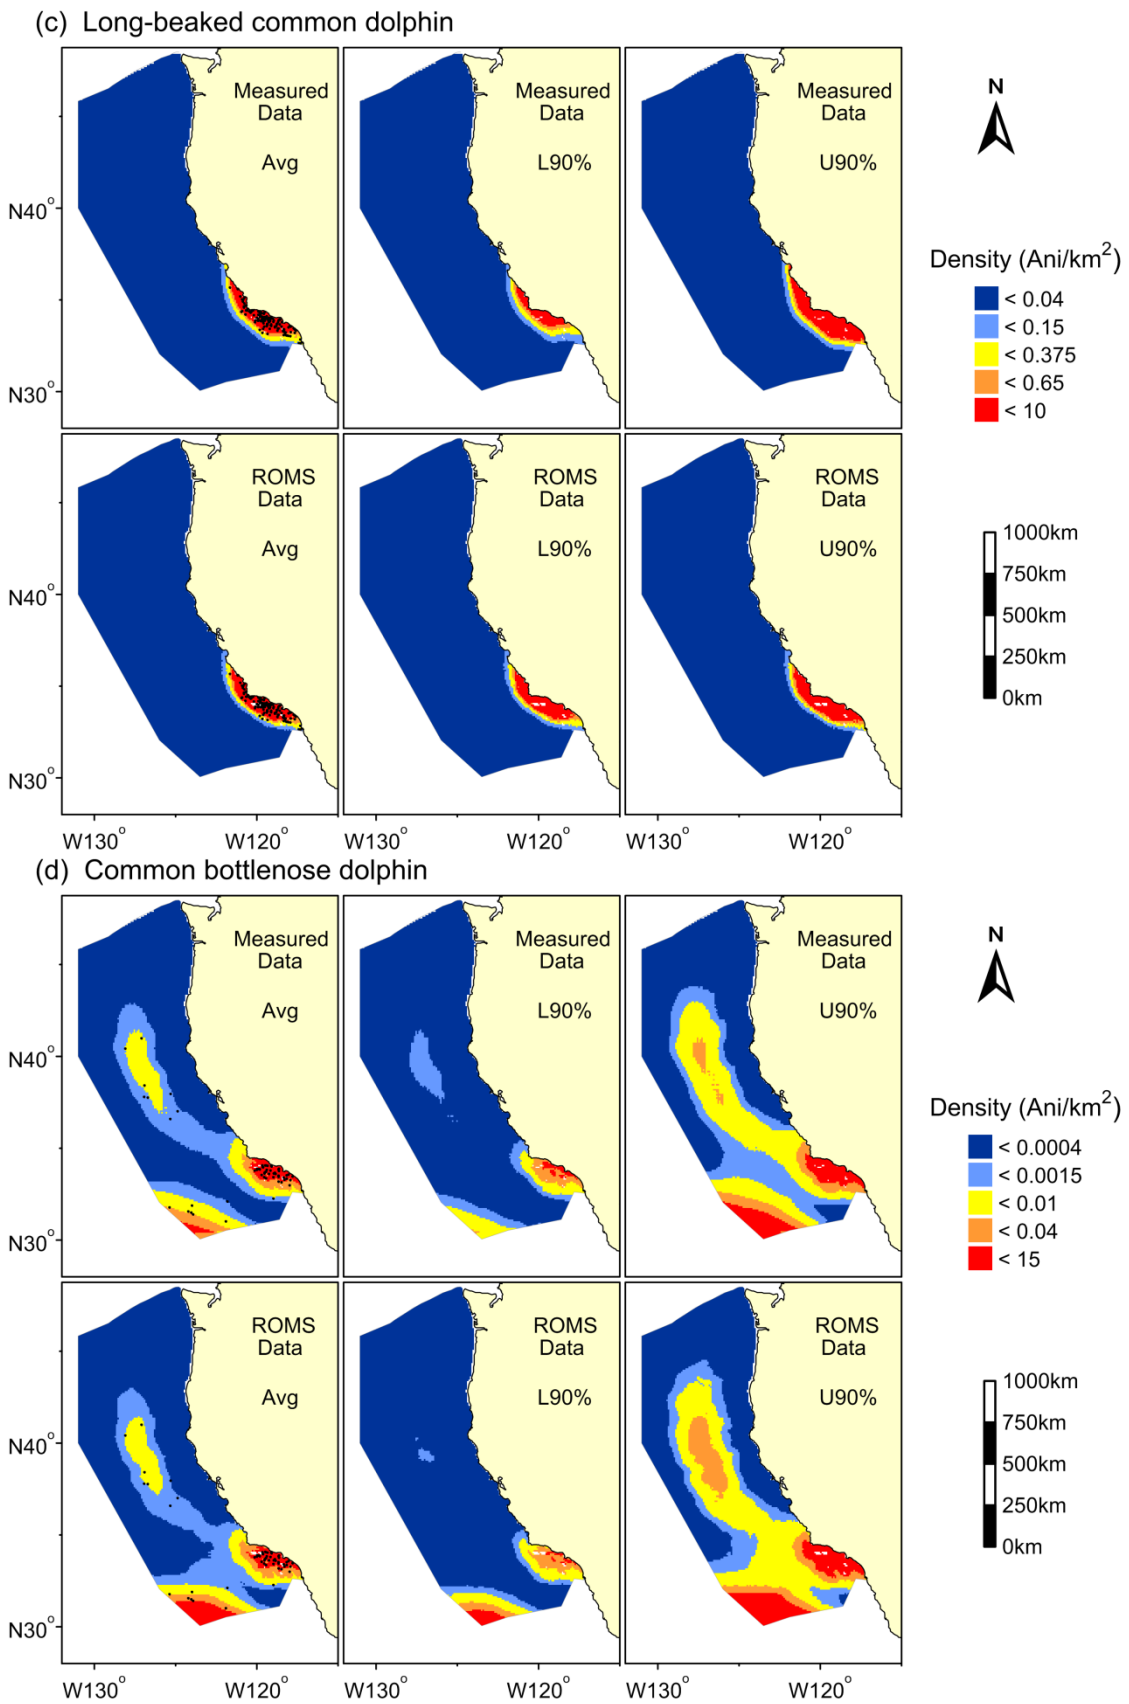 (c) Long-beaked common dolphin
Measured Data
Avg
Measured Data
L90%
Measured Data
U90%
N
N40°
N30°
Density (Ani/km²)
< 0.04
< 0.15
< 0.375
< 0.65
< 10
ROMS Data
Avg
ROMS Data
L90%
ROMS Data
U90%
N40°
N30°
1000km
750km
500km
250km
0km
W130° W120° W130° W120° W130° W120°
(d) Common bottlenose dolphin
Measured Data
Avg
Measured Data
L90%
Measured Data
U90%
N
N40°
N30°
Density (Ani/km²)
< 0.0004
< 0.0015
< 0.01
< 0.04
< 15
ROMS Data
Avg
ROMS Data
L90%
ROMS Data
U90%
N40°
N30°
1000km
750km
500km
250km
0km
W130° W120° W130° W120° W130° W120°